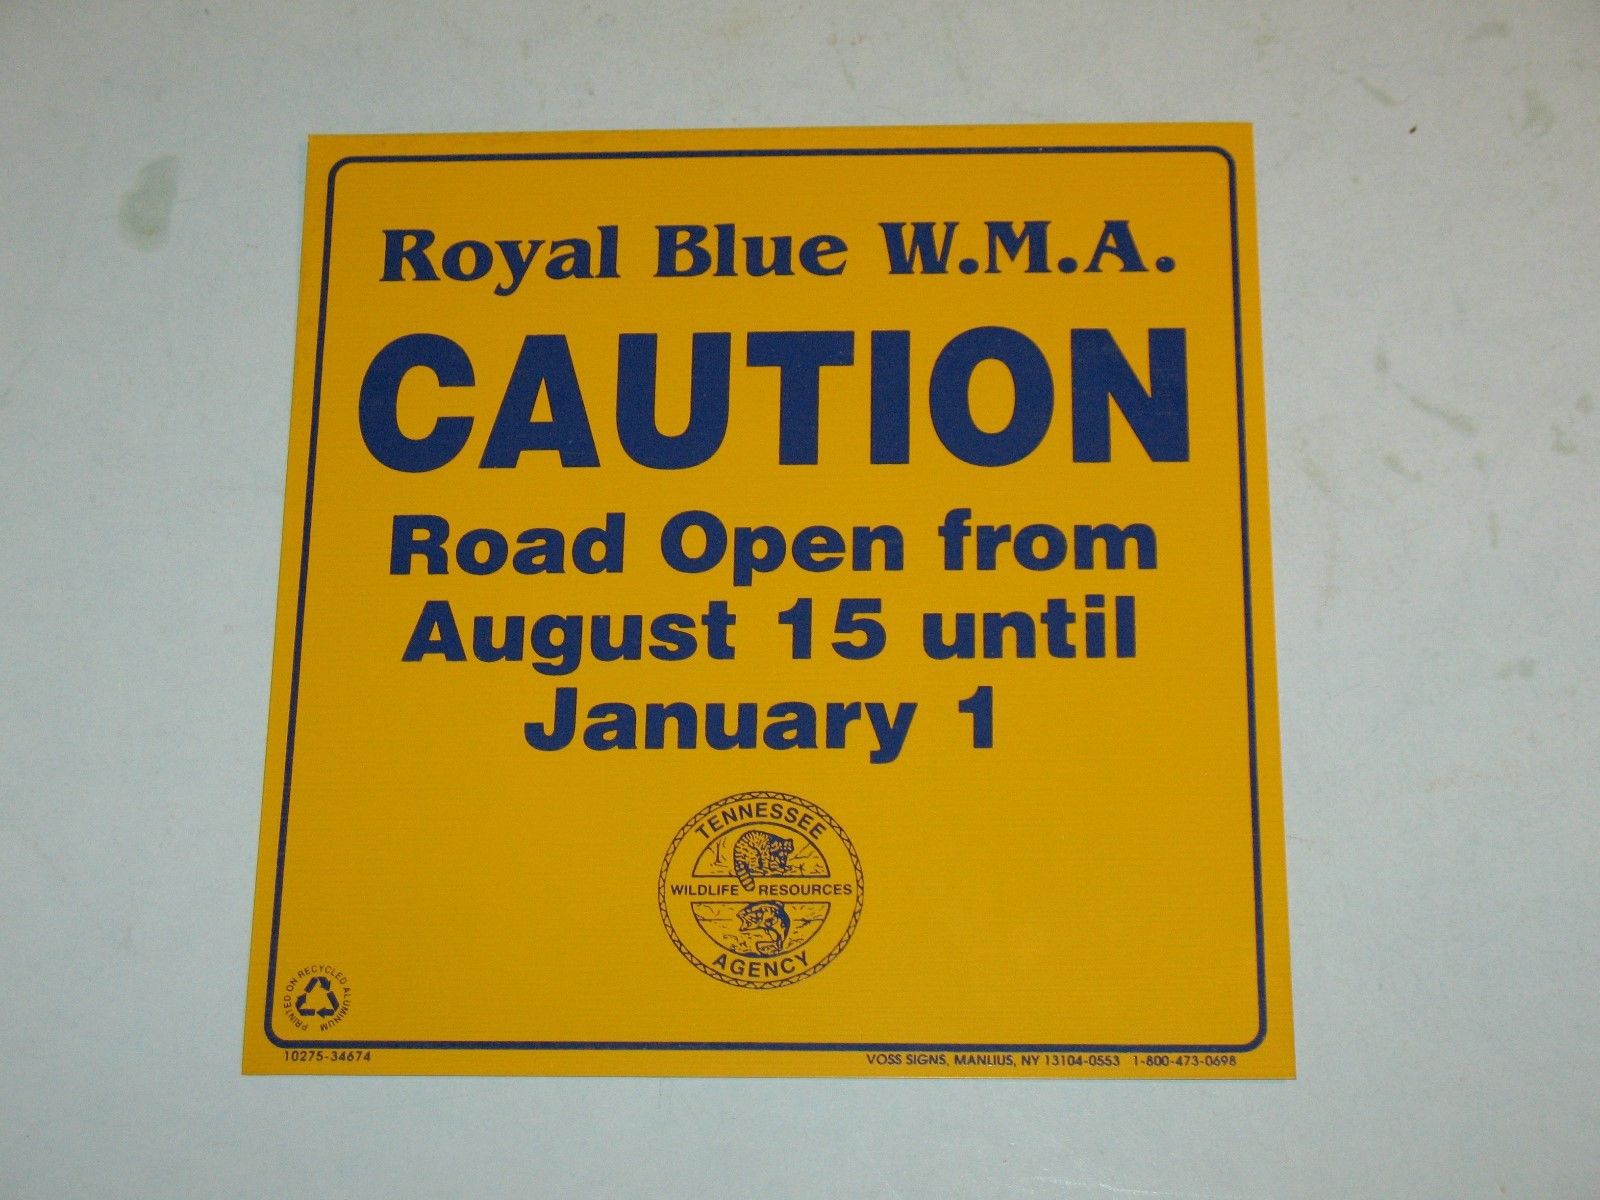 Royal Blue W.M.A.
CAUTION
Road Open from
August 15 until
January 1
TENNESSEE
WILDLIFE RESOURCES
AGENCY
PRINTED ON RECYCLED ALUMINUM
10275-34674
VOSS SIGNS, MANLIUS, NY 13104-0553 1-800-473-0698